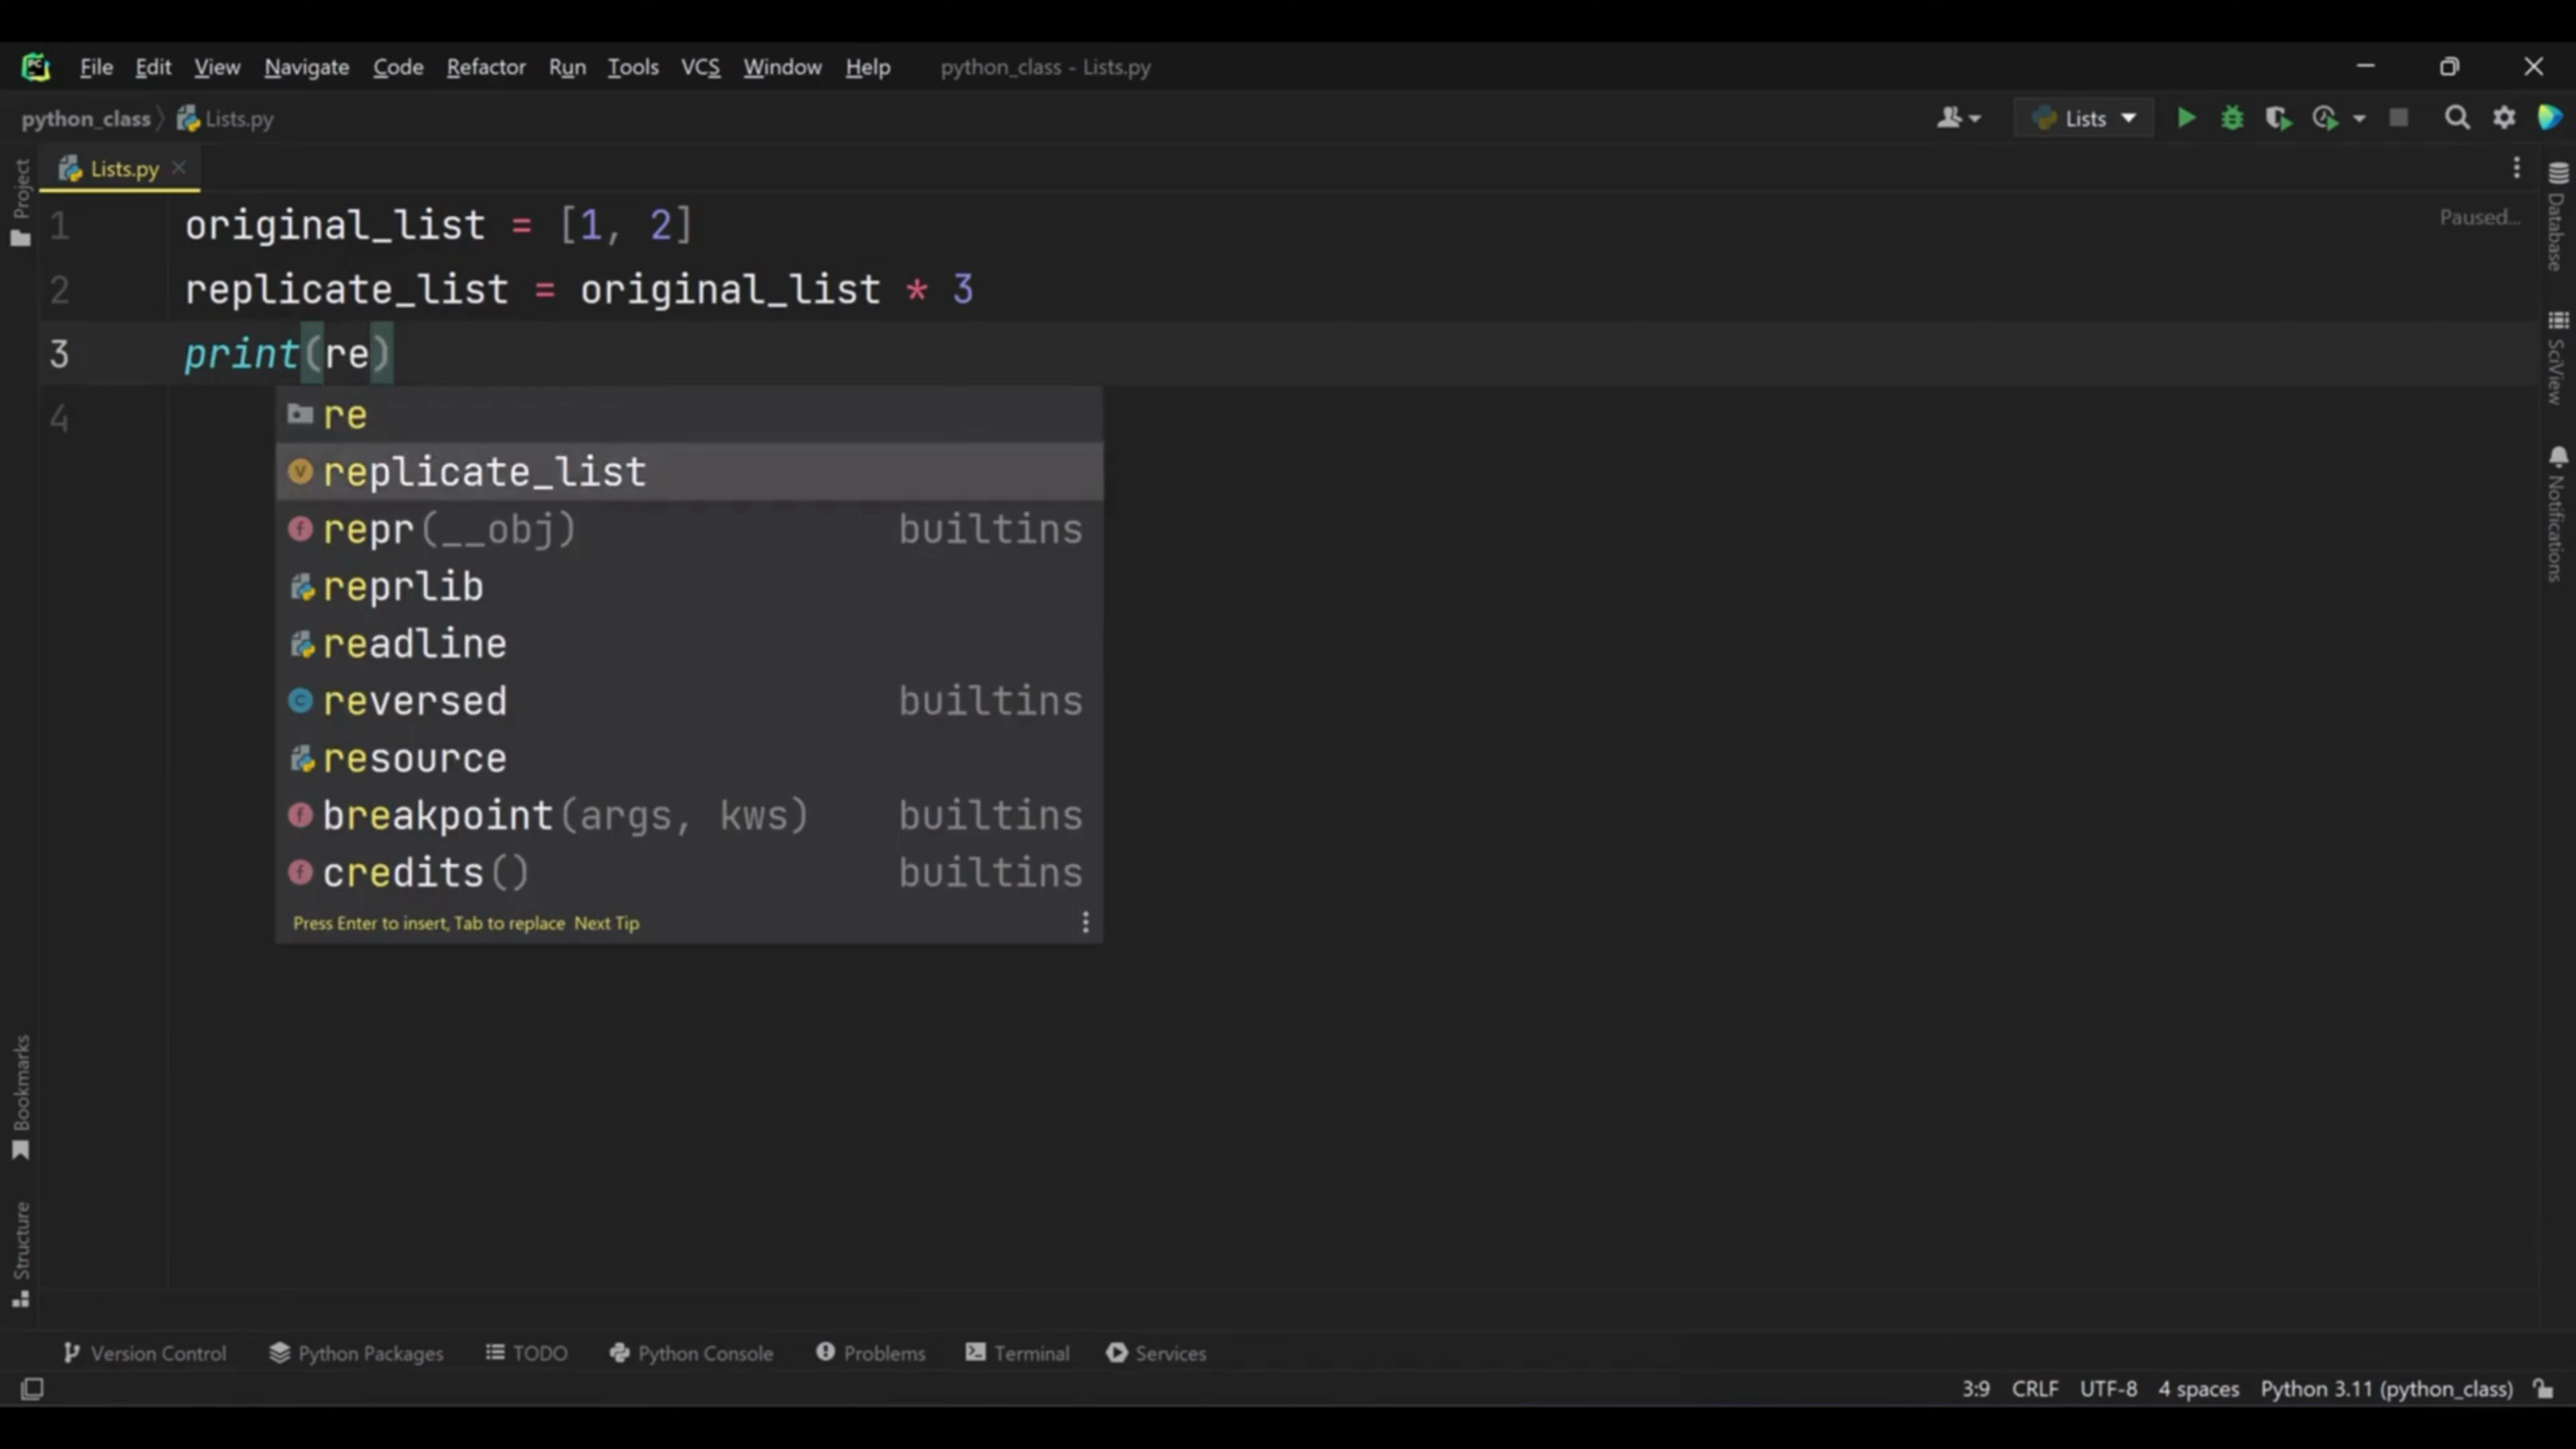 PC File Edit View Navigate Code Refactor Run Tools VCS Window Help python_class - Lists.py
python_class Lists.py Lists
Project
Lists.py
Paused...
1 original_list = [1, 2]
2 replicate_list = original_list * 3
3 print(re)
4
re
v replicate_list
f repr(__obj) builtins
reprlib
readline
c reversed builtins
resource
f breakpoint(args, kws) builtins
f credits() builtins
Press Enter to insert, Tab to replace Next Tip
Database
SciView
Notifications
Bookmarks
Structure
Version Control Python Packages TODO Python Console Problems Terminal Services
3:9 CRLF UTF-8 4 spaces Python 3.11 (python_class)